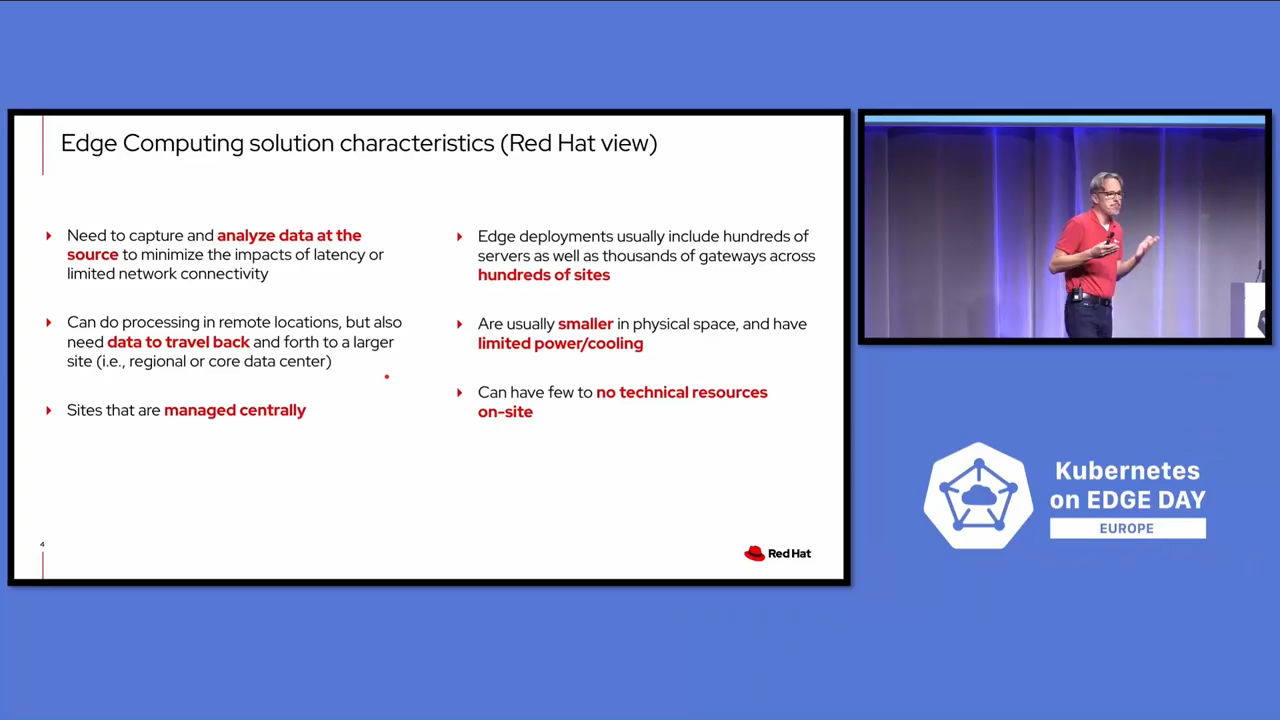 Edge Computing solution characteristics (Red Hat view)
Need to capture and analyze data at the
source to minimize the impacts of latency or
limited network connectivity
Can do processing in remote locations, but also
need data to travel back and forth to a larger
site (i.e., regional or core data center)
Sites that are managed centrally
Edge deployments usually include hundreds of
servers as well as thousands of gateways across
hundreds of sites
Are usually smaller in physical space, and have
limited power/cooling
Can have few to no technical resources
on-site
4
Red Hat
Kubernetes
on EDGE DAY
EUROPE